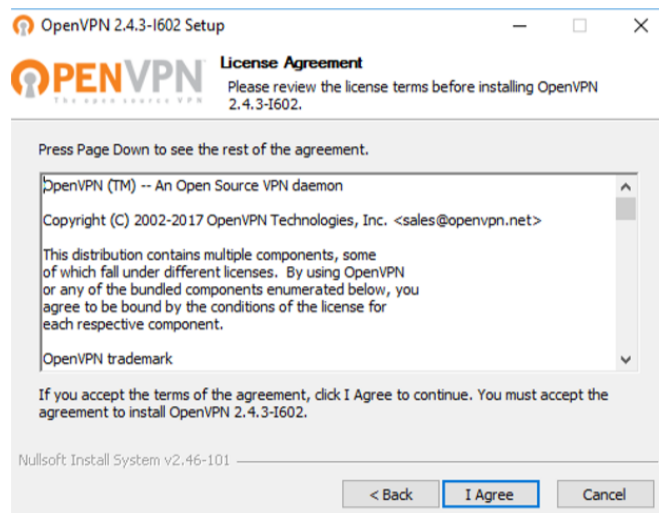 OpenVPN 2.4.3-I602 Setup
OPENVPN
The open source VPN
License Agreement
Please review the license terms before installing OpenVPN
2.4.3-I602.
Press Page Down to see the rest of the agreement.
OpenVPN (TM) -- An Open Source VPN daemon
Copyright (C) 2002-2017 OpenVPN Technologies, Inc. <sales@openvpn.net>
This distribution contains multiple components, some
of which fall under different licenses.  By using OpenVPN
or any of the bundled components enumerated below, you
agree to be bound by the conditions of the license for
each respective component.
OpenVPN trademark
If you accept the terms of the agreement, click I Agree to continue. You must accept the
agreement to install OpenVPN 2.4.3-I602.
Nullsoft Install System v2.46-101
< Back I Agree Cancel